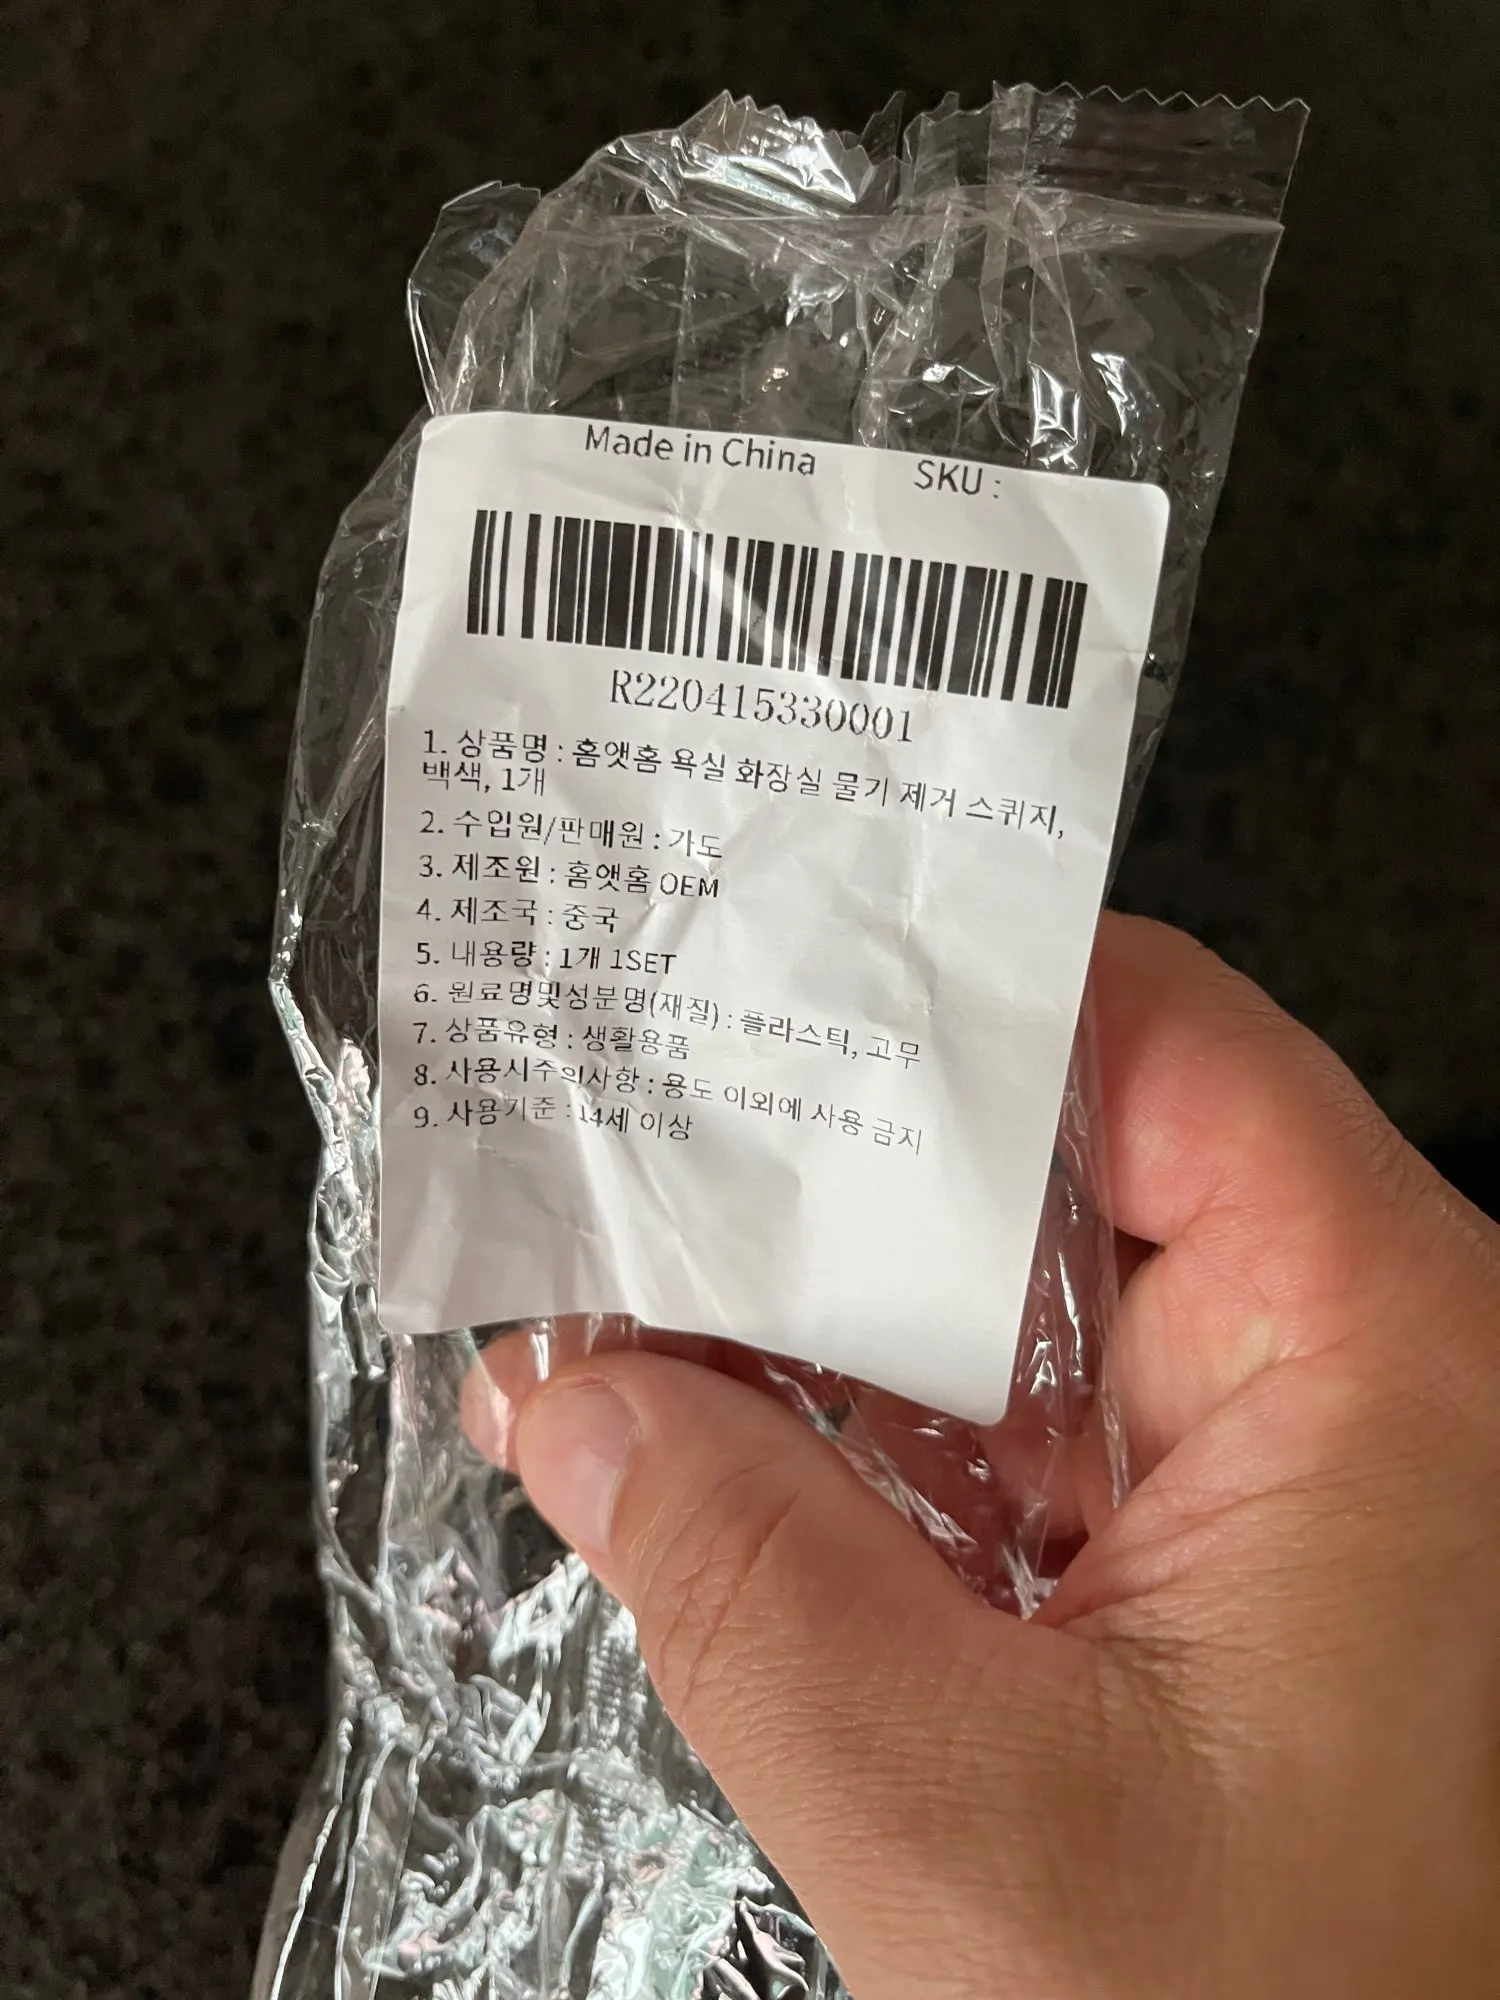 Made in China SKU :
R220415330001
1. 상품명 : 홈앳홈 욕실 화장실 물기 제거 스퀴지,
백색, 1개
2. 수입원/판매원 : 가도
3. 제조원 : 홈앳홈 OEM
4. 제조국 : 중국
5. 내용량 : 1개 1SET
6. 원료명및성분명(재질) : 플라스틱, 고무
7. 상품유형 : 생활용품
8. 사용시주의사항 : 용도 이외에 사용 금지
9. 사용기준 : 14세 이상